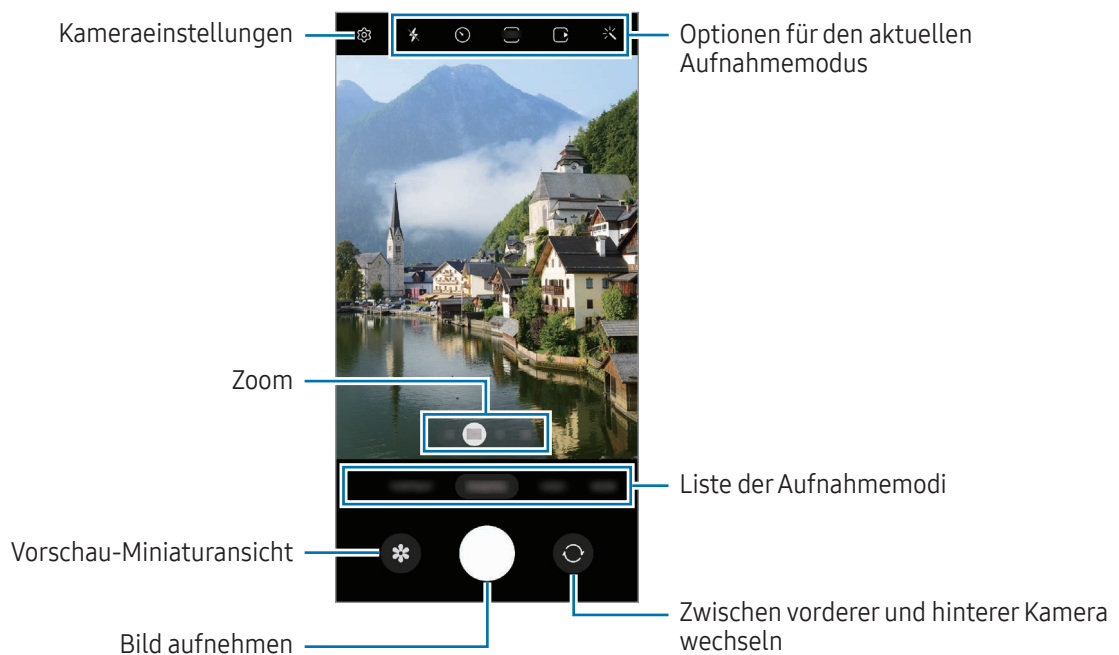 Kameraeinstellungen
Optionen für den aktuellen
Aufnahmemodus
Zoom
Liste der Aufnahmemodi
Vorschau-Miniaturansicht
Zwischen vorderer und hinterer Kamera
wechseln
Bild aufnehmen